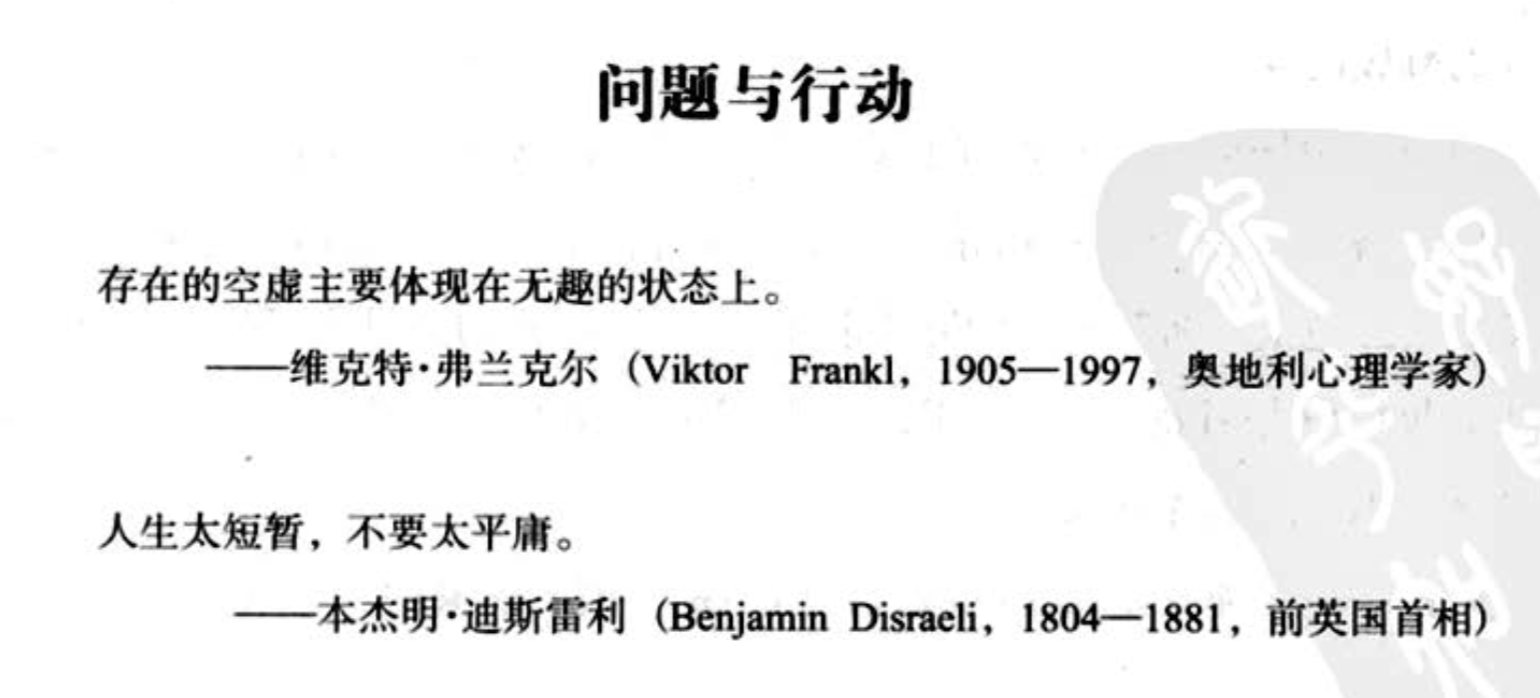 问题与行动
存在的空虚主要体现在无趣的状态上。
——维克特·弗兰克尔（Viktor Frankl，1905—1997，奥地利心理学家）
人生太短暂，不要太平庸。
——本杰明·迪斯雷利（Benjamin Disraeli，1804—1881，前英国首相）